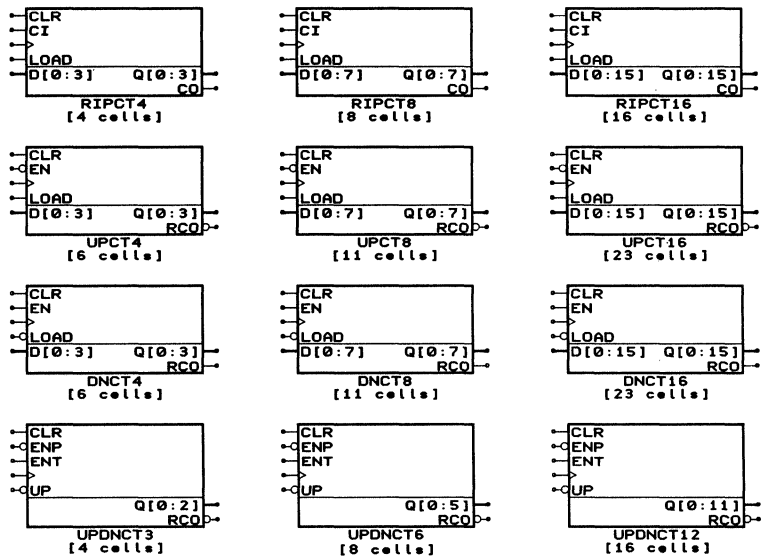 CLR
CI
LOAD
D[0:3] Q[0:3]
CO
RIPCT4
[4 cells]
CLR
CI
LOAD
D[0:7] Q[0:7]
CO
RIPCT8
[8 cells]
CLR
CI
LOAD
D[0:15] Q[0:15]
CO
RIPCT16
[16 cells]
CLR
EN
LOAD
D[0:3] Q[0:3]
RCO
UPCT4
[6 cells]
CLR
EN
LOAD
D[0:7] Q[0:7]
RCO
UPCT8
[11 cells]
CLR
EN
LOAD
D[0:15] Q[0:15]
RCO
UPCT16
[23 cells]
CLR
EN
LOAD
D[0:3] Q[0:3]
RCO
DNCT4
[6 cells]
CLR
EN
LOAD
D[0:7] Q[0:7]
RCO
DNCT8
[11 cells]
CLR
EN
LOAD
D[0:15] Q[0:15]
RCO
DNCT16
[23 cells]
CLR
ENP
ENT
UP
Q[0:2]
RCO
UPDNCT3
[4 cells]
CLR
ENP
ENT
UP
Q[0:5]
RCO
UPDNCT6
[8 cells]
CLR
ENP
ENT
UP
Q[0:11]
RCO
UPDNCT12
[16 cells]